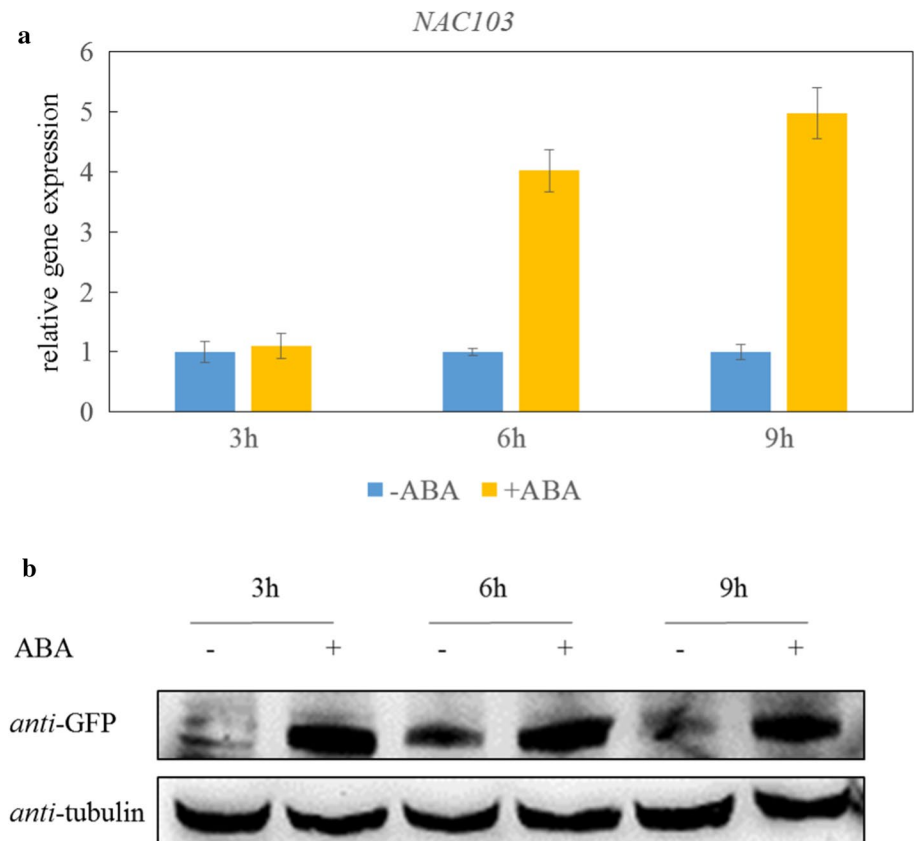 a
NAC103
relative gene expression
6
5
4
3
2
1
0
3h 6h 9h
-ABA +ABA
b
3h 6h 9h
ABA - + - + - +
anti-GFP
anti-tubulin